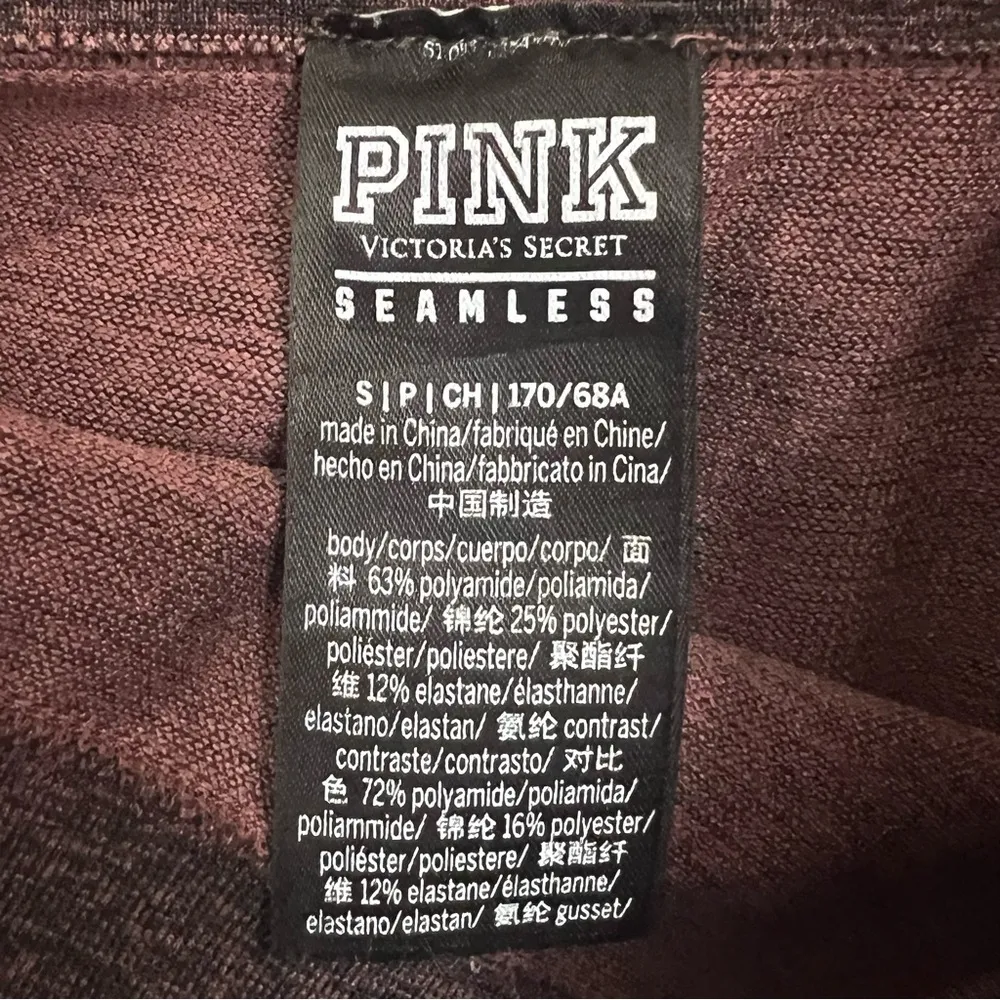 PINK
VICTORIA'S SECRET
SEAMLESS
S | P | CH | 170/68A
made in China/fabriqué en Chine/
hecho en China/fabbricato in Cina/
中国制造
body/corps/cuerpo/corpo/ 面
料 63% polyamide/poliamida/
poliammide/ 锦纶 25% polyester/
poliéster/poliestere/ 聚酯纤
维 12% elastane/élasthanne/
elastano/elastan/ 氨纶 contrast/
contraste/contrasto/ 对比
色 72% polyamide/poliamida/
poliammide/ 锦纶 16% polyester/
poliéster/poliestere/ 聚酯纤
维 12% elastane/élasthanne/
elastano/elastan/ 氨纶 gusset/